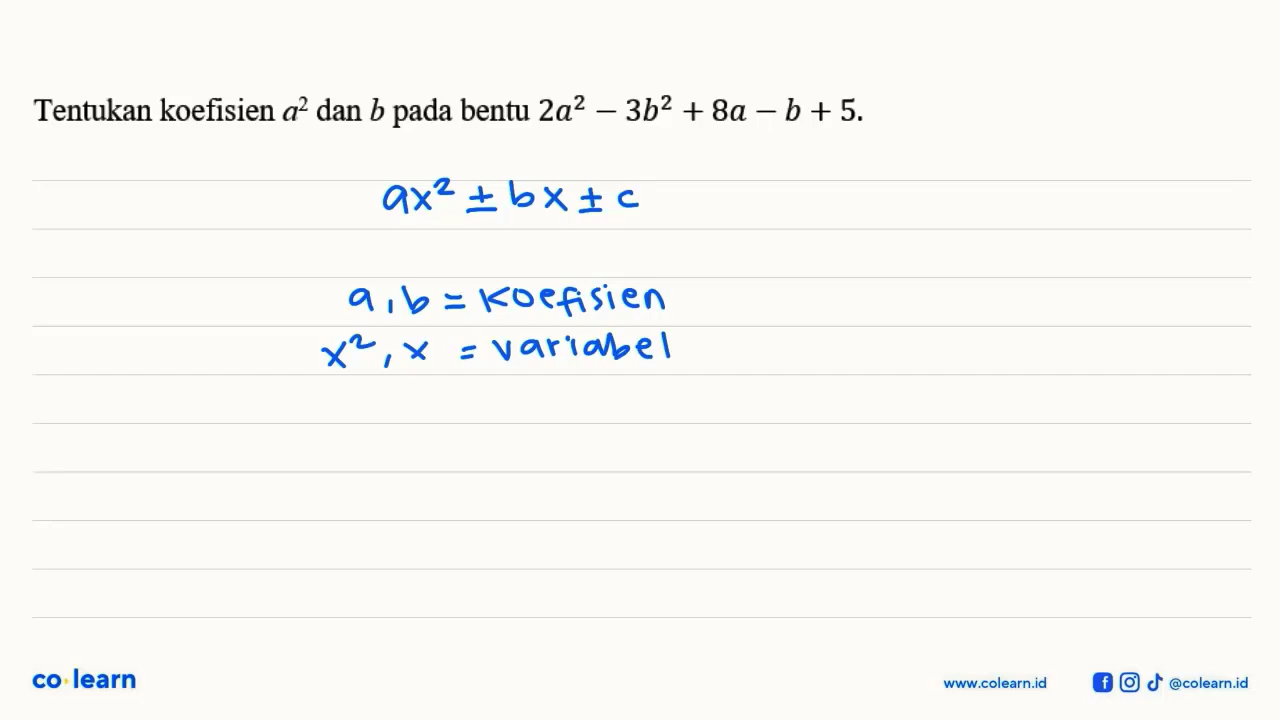 Tentukan koefisien a² dan b pada bentu 2a² − 3b² + 8a − b + 5.
ax² ± bx ± c
a, b = koefisien
x², x = variabel
co·learn
www.colearn.id @colearn.id